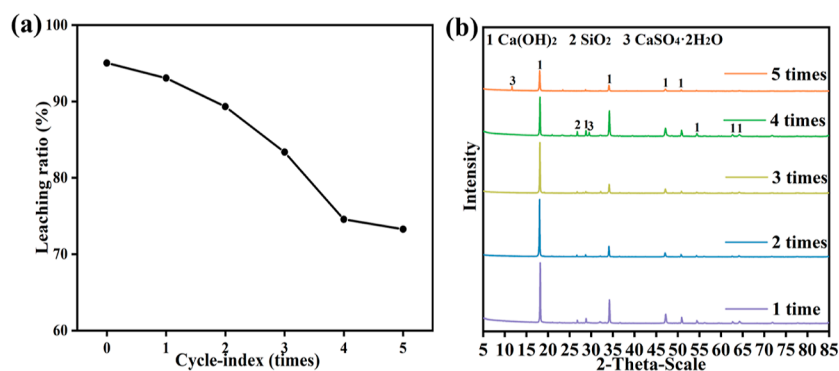 (a)
100
90
80
70
60
Leaching ratio (%)
0 1 2 3 4 5
Cycle-index (times)
(b)
1 Ca(OH)₂ 2 SiO₂ 3 CaSO₄·2H₂O
3 1 1 1 1
5 times
2 1 3 1 1 1
4 times
3 times
2 times
1 time
Intensity
5 10 15 20 25 30 35 40 45 50 55 60 65 70 75 80 85
2-Theta-Scale